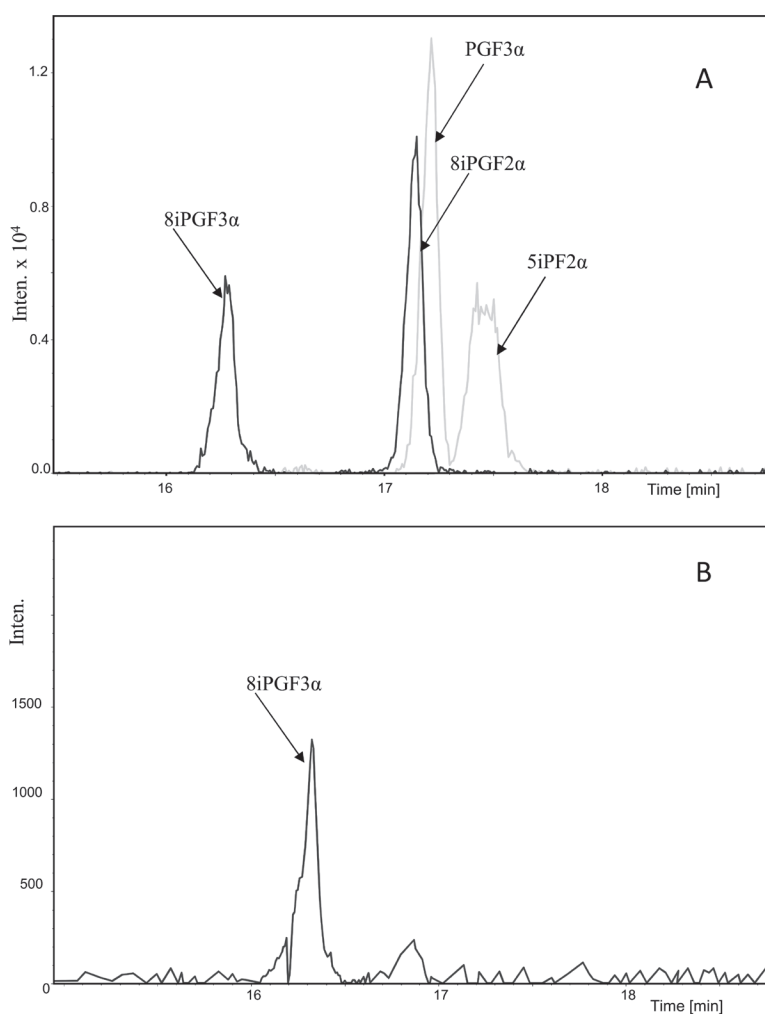 A
PGF3α
1.2
8iPGF2α
0.8
8iPGF3α
5iPF2α
Inten. x 10⁴
0.4
0.0
16 17 18 Time [min]
B
Inten.
8iPGF3α
1500
1000
500
0
16 17 18
Time [min]